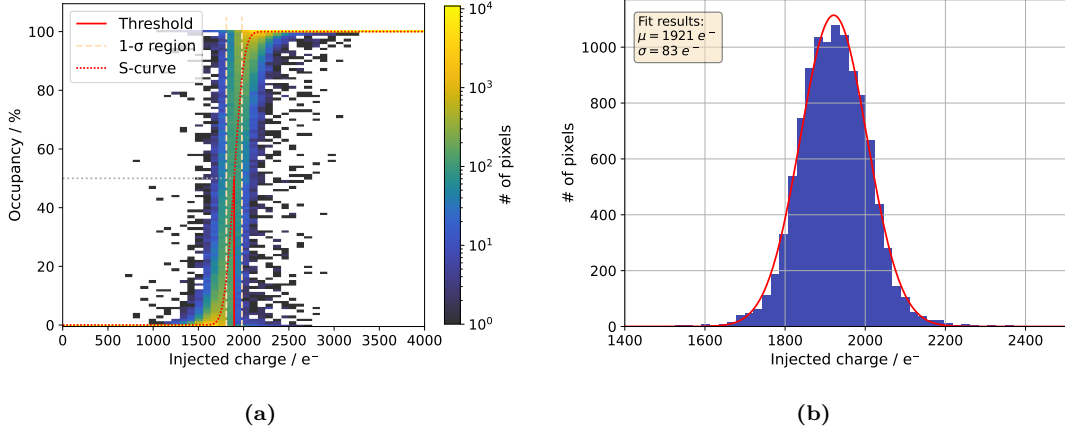 Threshold
1-σ region
S-curve
100
80
60
40
20
0
Occupancy / %
0 500 1000 1500 2000 2500 3000 3500 4000
Injected charge / e⁻
10⁴
10³
10²
10¹
10⁰
# of pixels
(a)
Fit results:
μ = 1921 e⁻
σ = 83 e⁻
1000
800
600
400
200
0
# of pixels
1400 1600 1800 2000 2200 2400
Injected charge / e⁻
(b)